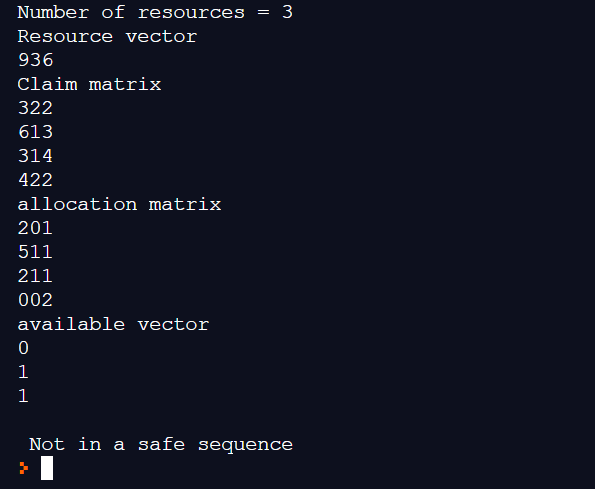 Number of resources = 3
Resource vector
936
Claim matrix
322
613
314
422
allocation matrix
201
511
211
002
available vector
0
1
1
Not in a safe sequence